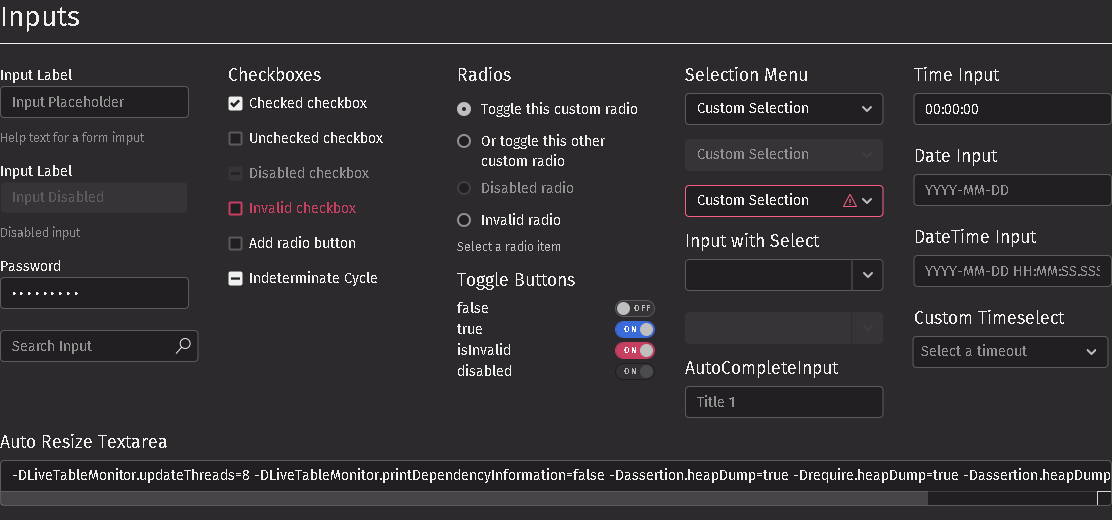 Inputs
Input Label
Input Placeholder
Help text for a form imput
Input Label
Input Disabled
Disabled input
Password
Search Input
Checkboxes
Checked checkbox
Unchecked checkbox
Disabled checkbox
Invalid checkbox
Add radio button
Indeterminate Cycle
Radios
Toggle this custom radio
Or toggle this other
custom radio
Disabled radio
Invalid radio
Select a radio item
Toggle Buttons
false OFF
true ON
isInvalid ON
disabled ON
Selection Menu
Custom Selection
Custom Selection
Custom Selection
Input with Select
AutoCompleteInput
Title 1
Time Input
00:00:00
Date Input
YYYY-MM-DD
DateTime Input
YYYY-MM-DD HH:MM:SS.SSS
Custom Timeselect
Select a timeout
Auto Resize Textarea
-DLiveTableMonitor.updateThreads=8 -DLiveTableMonitor.printDependencyInformation=false -Dassertion.heapDump=true -Drequire.heapDump=true -Dassertion.heapDump